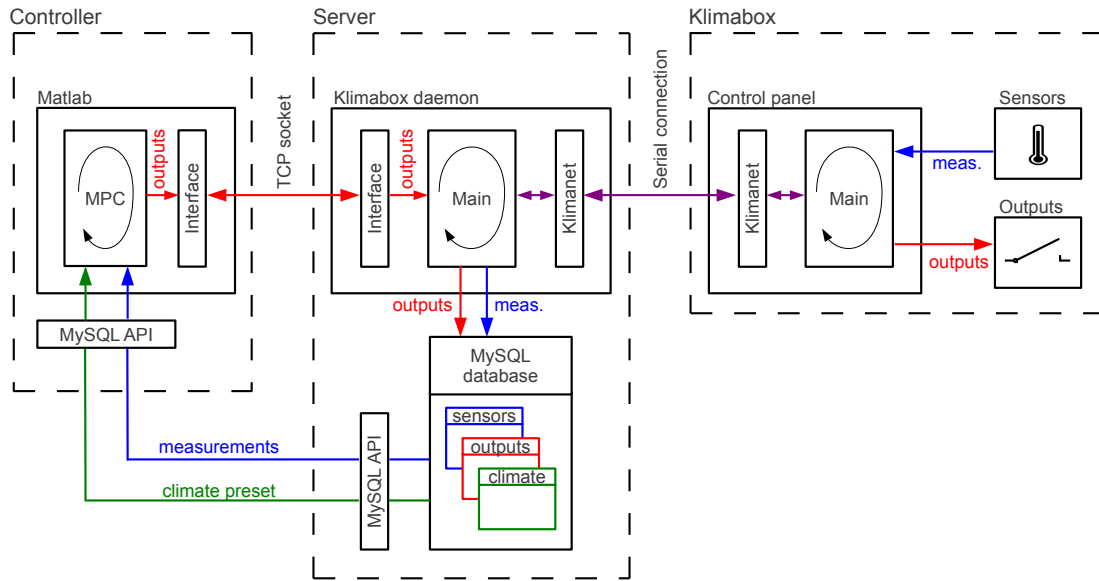 Controller
Server
Klimabox
Matlab
TCP socket
Klimabox daemon
Serial connection
Control panel
Sensors
MPC
outputs
Interface
Interface
outputs
Main
Klimanet
Klimanet
Main
meas.
Outputs
outputs
MySQL API
outputs
meas.
MySQL
database
sensors
outputs
climate
measurements
climate preset
MySQL API